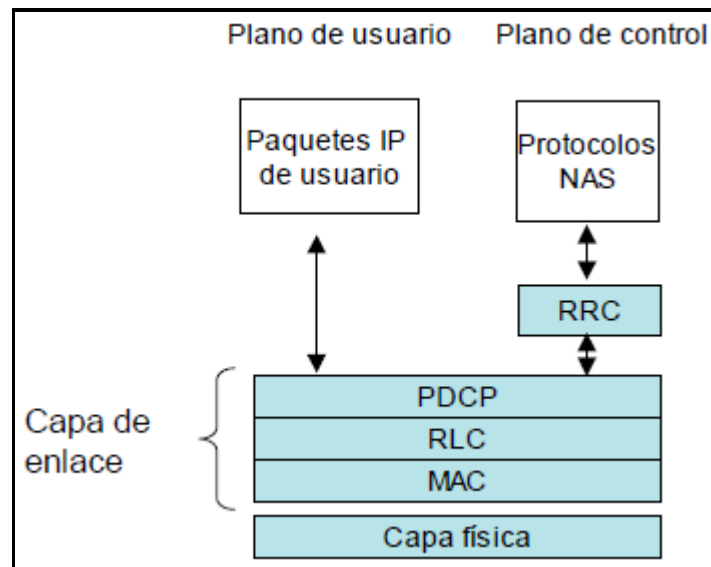 Plano de usuario
Plano de control
Paquetes IP
de usuario
Protocolos
NAS
RRC
Capa de
enlace
PDCP
RLC
MAC
Capa física